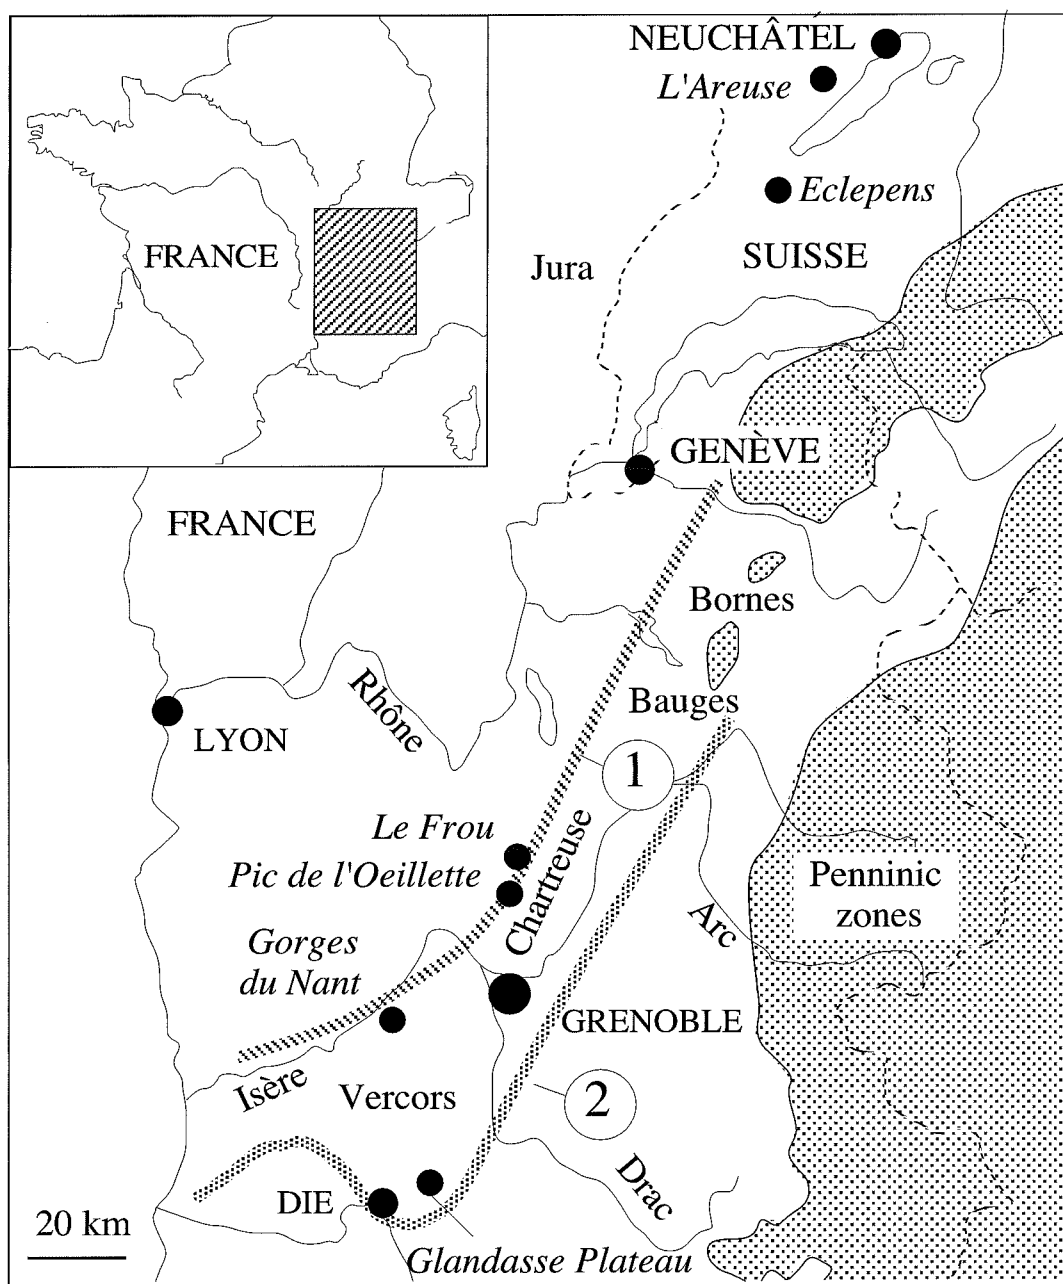 NEUCHÂTEL
L'Areuse
Eclepens
FRANCE
SUISSE
Jura
GENÈVE
FRANCE
Bornes
Rhône
Bauges
LYON
1
Le Frou
Pic de l'Oeillette
Chartreuse
Penninic
zones
Arc
Gorges
du Nant
GRENOBLE
Isère
Vercors
2
Drac
DIE
20 km
Glandasse Plateau